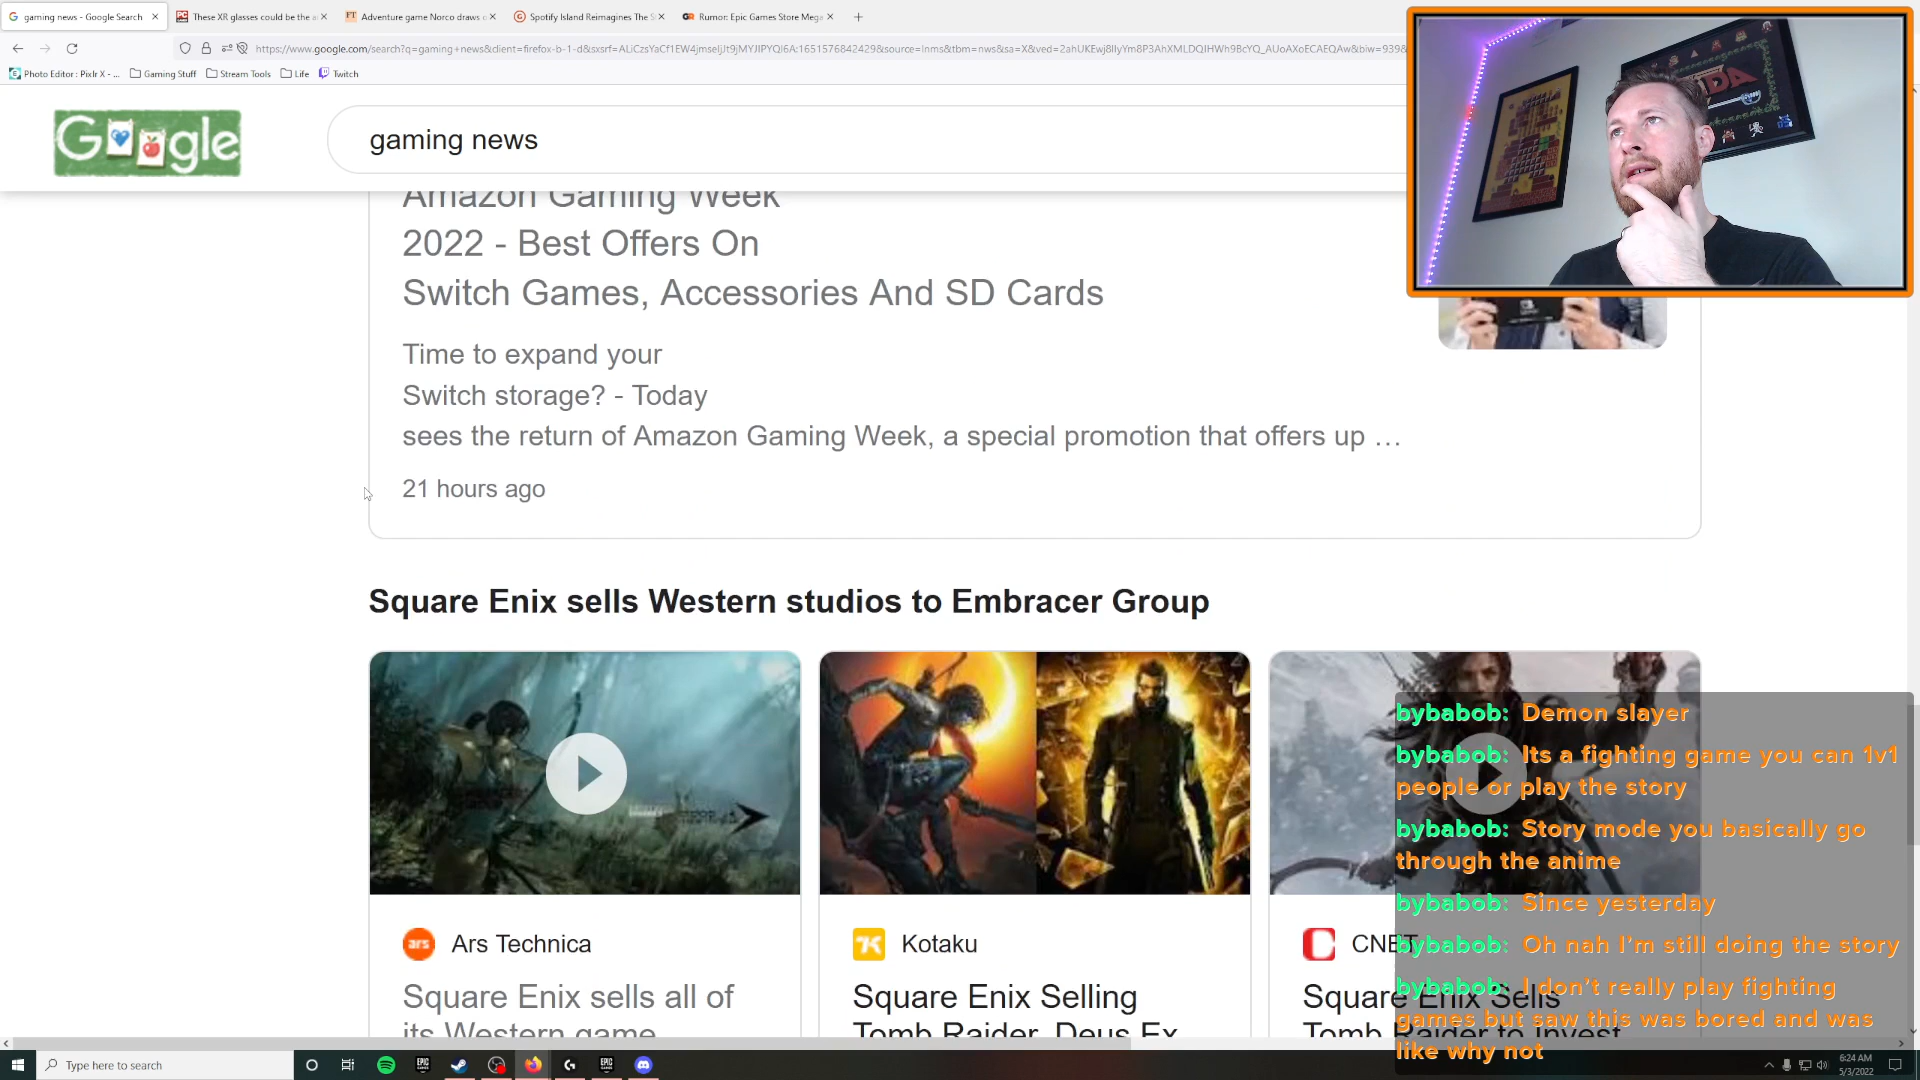 gaming news - Google Search
These XR glasses could be the a
Adventure game Norco draws o
Spotify Island Reimagines The S
Rumor: Epic Games Store Mega
Photo Editor : Pixlr X - ...
Gaming Stuff
Stream Tools
Life
Twitch
Google
gaming news
Amazon Gaming Week
2022 - Best Offers On
Switch Games, Accessories And SD Cards
Time to expand your
Switch storage? - Today
sees the return of Amazon Gaming Week, a special promotion that offers up …
21 hours ago
Square Enix sells Western studios to Embracer Group
Ars Technica
Square Enix sells all of
its Western game
Kotaku
Square Enix Selling
Tomb Raider, Deus Ex
CNET
Square Enix Sells
Tomb Raider to Invest
bybabob: Demon slayer
bybabob: Its a fighting game you can 1v1
people or play the story
bybabob: Story mode you basically go
through the anime
bybabob: Since yesterday
bybabob: Oh nah I'm still doing the story
bybabob: I don't really play fighting
games but saw this was bored and was
like why not
Type here to search
6:24 AM
5/3/2022